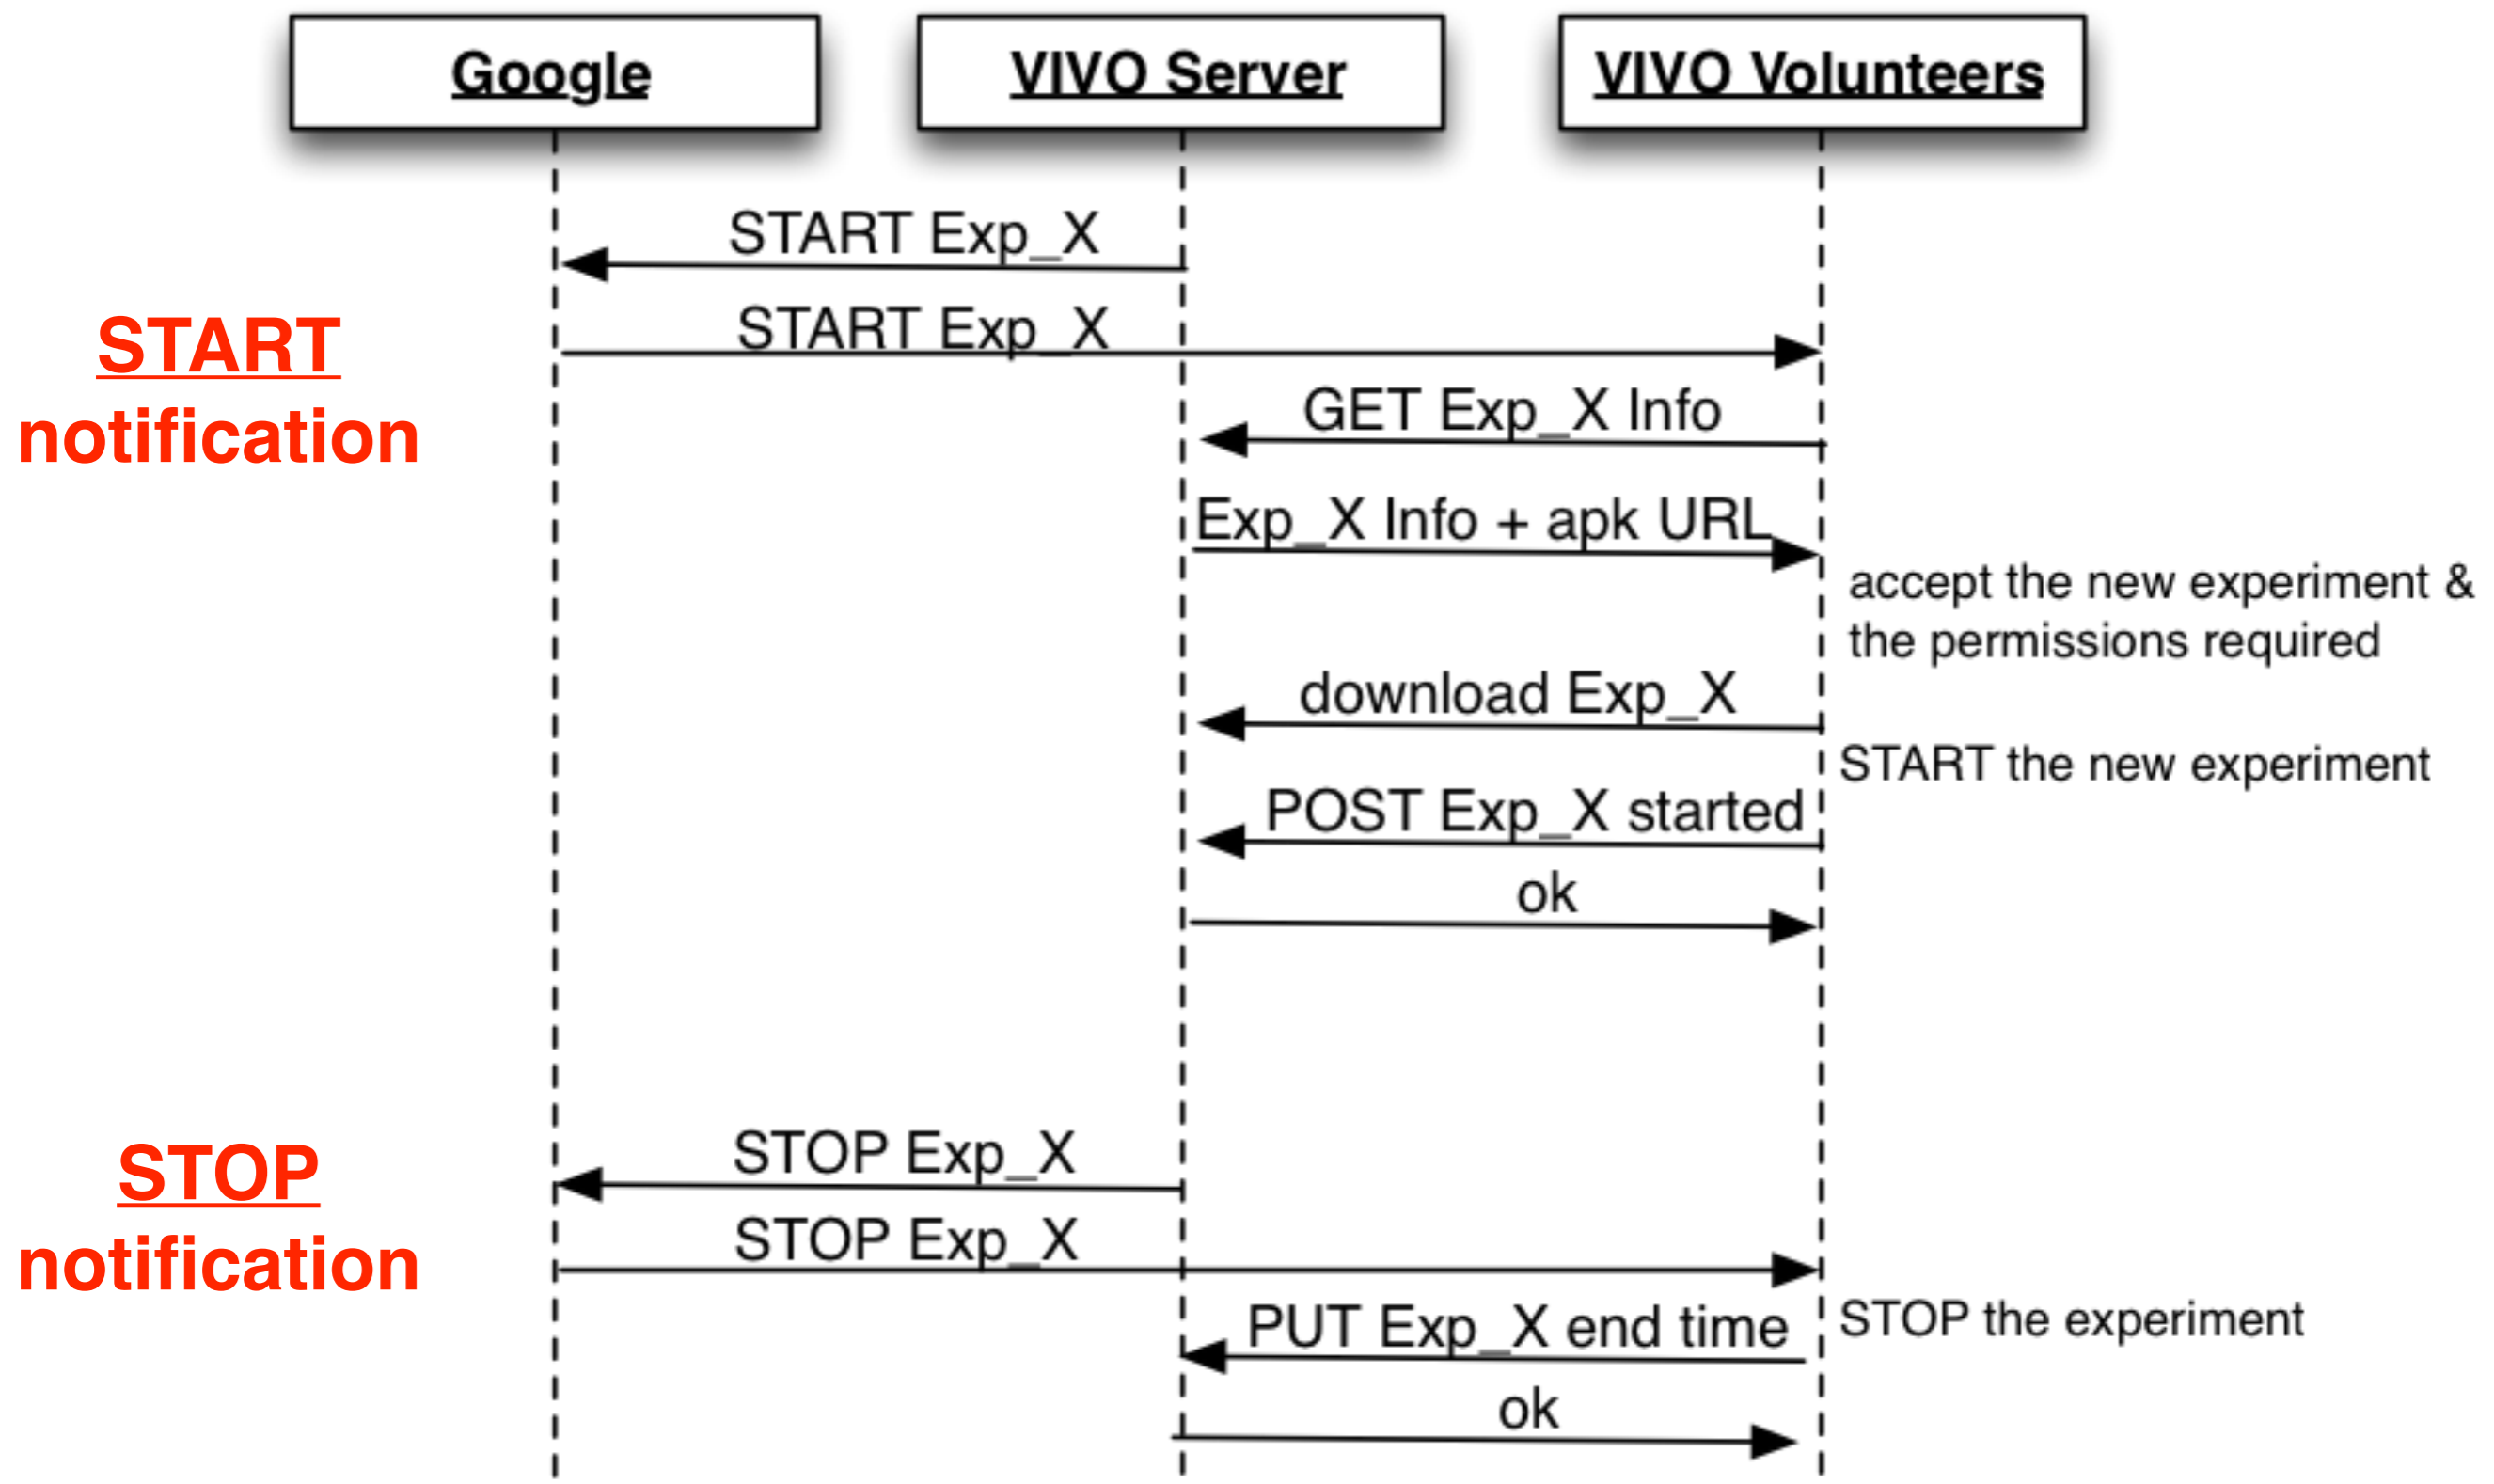 Google
VIVO Server
VIVO Volunteers
START Exp_X
START Exp_X
START
notification
GET Exp_X Info
Exp_X Info + apk URL
accept the new experiment &
the permissions required
download Exp_X
START the new experiment
POST Exp_X started
ok
STOP Exp_X
STOP
notification
STOP Exp_X
PUT Exp_X end time
STOP the experiment
ok